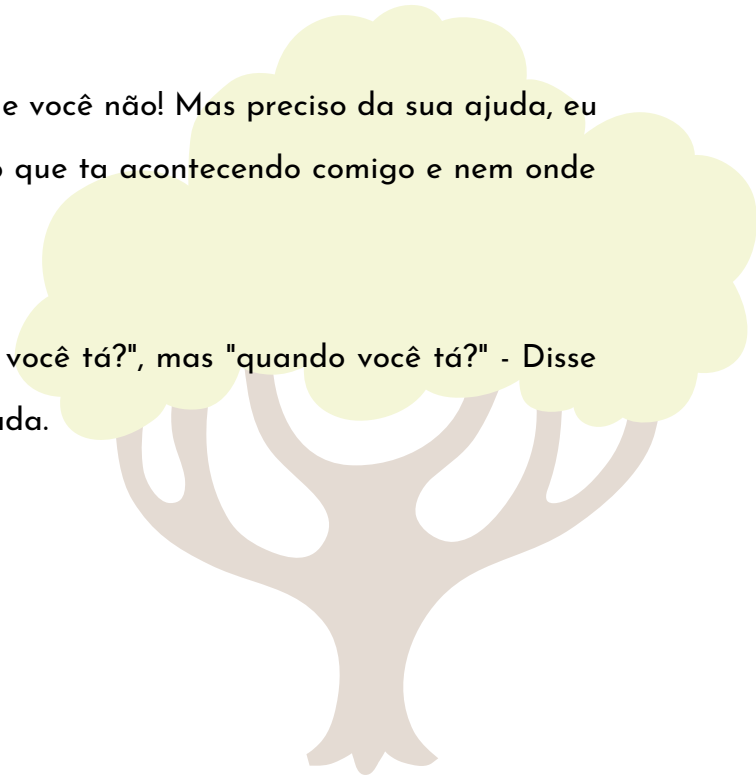 e você não! Mas preciso da sua ajuda, eu
que ta acontecendo comigo e nem onde
você tá?", mas "quando você tá?" - Disse